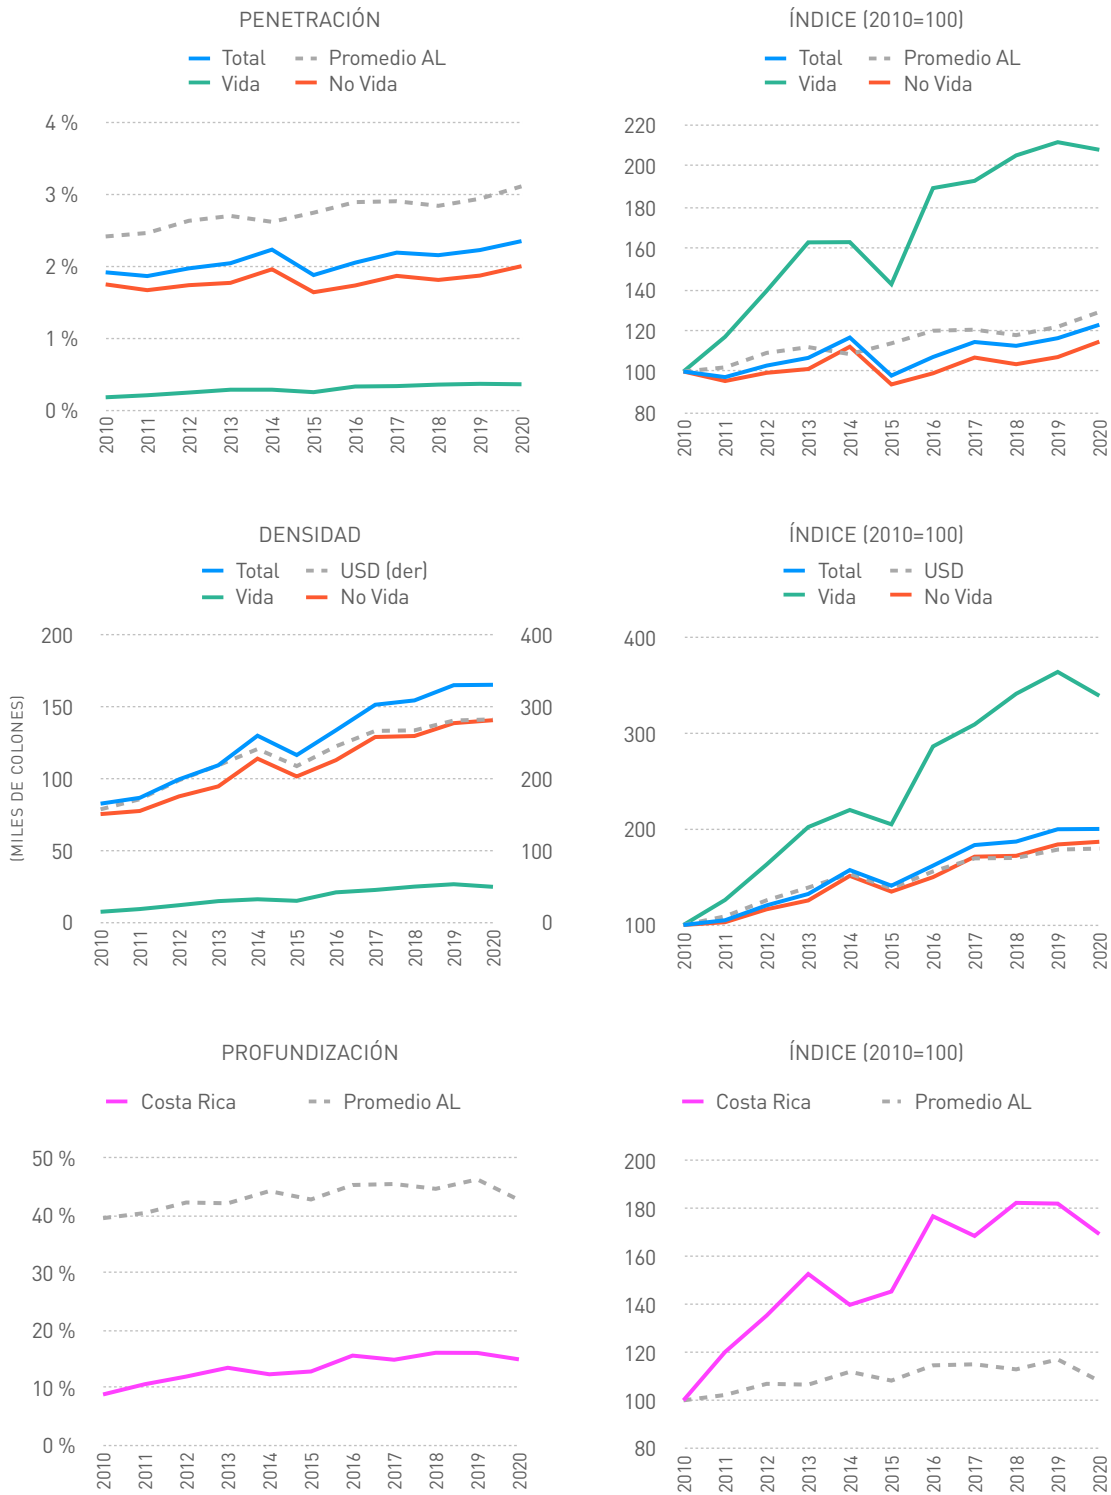 PENETRACIÓN
Total Promedio AL
Vida No Vida
4 %
3 %
2 %
1 %
0 %
2010 2011 2012 2013 2014 2015 2016 2017 2018 2019 2020
ÍNDICE (2010=100)
Total Promedio AL
Vida No Vida
220
200
180
160
140
120
100
80
2010 2011 2012 2013 2014 2015 2016 2017 2018 2019 2020
DENSIDAD
Total USD (der)
Vida No Vida
(MILES DE COLONES)
200 400
150 300
100 200
50 100
0 0
2010 2011 2012 2013 2014 2015 2016 2017 2018 2019 2020
ÍNDICE (2010=100)
Total USD
Vida No Vida
400
300
200
100
2010 2011 2012 2013 2014 2015 2016 2017 2018 2019 2020
PROFUNDIZACIÓN
Costa Rica Promedio AL
50 %
40 %
30 %
20 %
10 %
0 %
2010 2011 2012 2013 2014 2015 2016 2017 2018 2019 2020
ÍNDICE (2010=100)
Costa Rica Promedio AL
200
180
160
140
120
100
80
2010 2011 2012 2013 2014 2015 2016 2017 2018 2019 2020